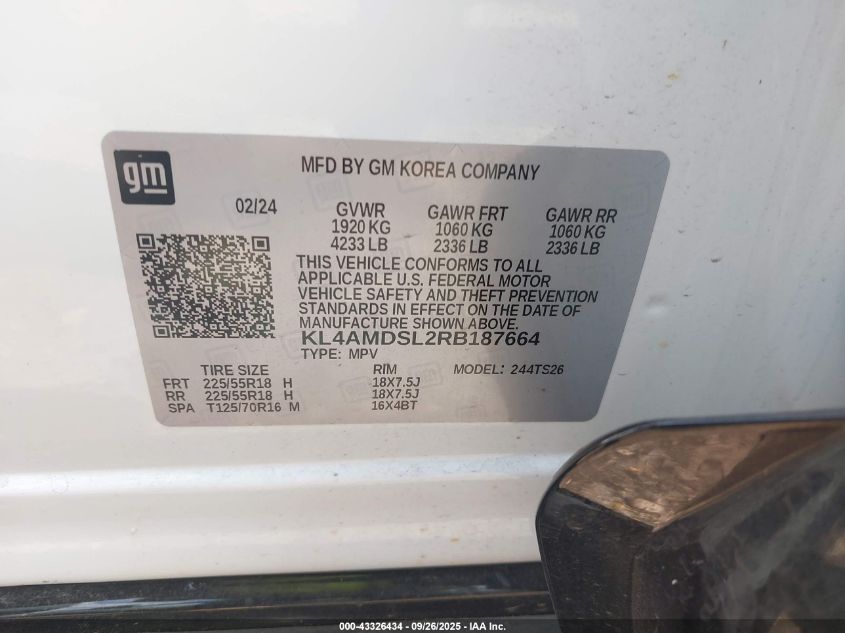 gm
MFD BY GM KOREA COMPANY
02/24
GVWR GAWR FRT GAWR RR
1920 KG 1060 KG 1060 KG
4233 LB 2336 LB 2336 LB
THIS VEHICLE CONFORMS TO ALL
APPLICABLE U.S. FEDERAL MOTOR
VEHICLE SAFETY AND THEFT PREVENTION
STANDARDS IN EFFECT ON THE DATE OF
MANUFACTURE SHOWN ABOVE.
KL4AMDSL2RB187664
TYPE: MPV
TIRE SIZE RIM MODEL: 244TS26
FRT 225/55R18 H 18X7.5J
RR 225/55R18 H 18X7.5J
SPA T125/70R16 M 16X4BT
000-43326434 - 09/26/2025 - IAA Inc.